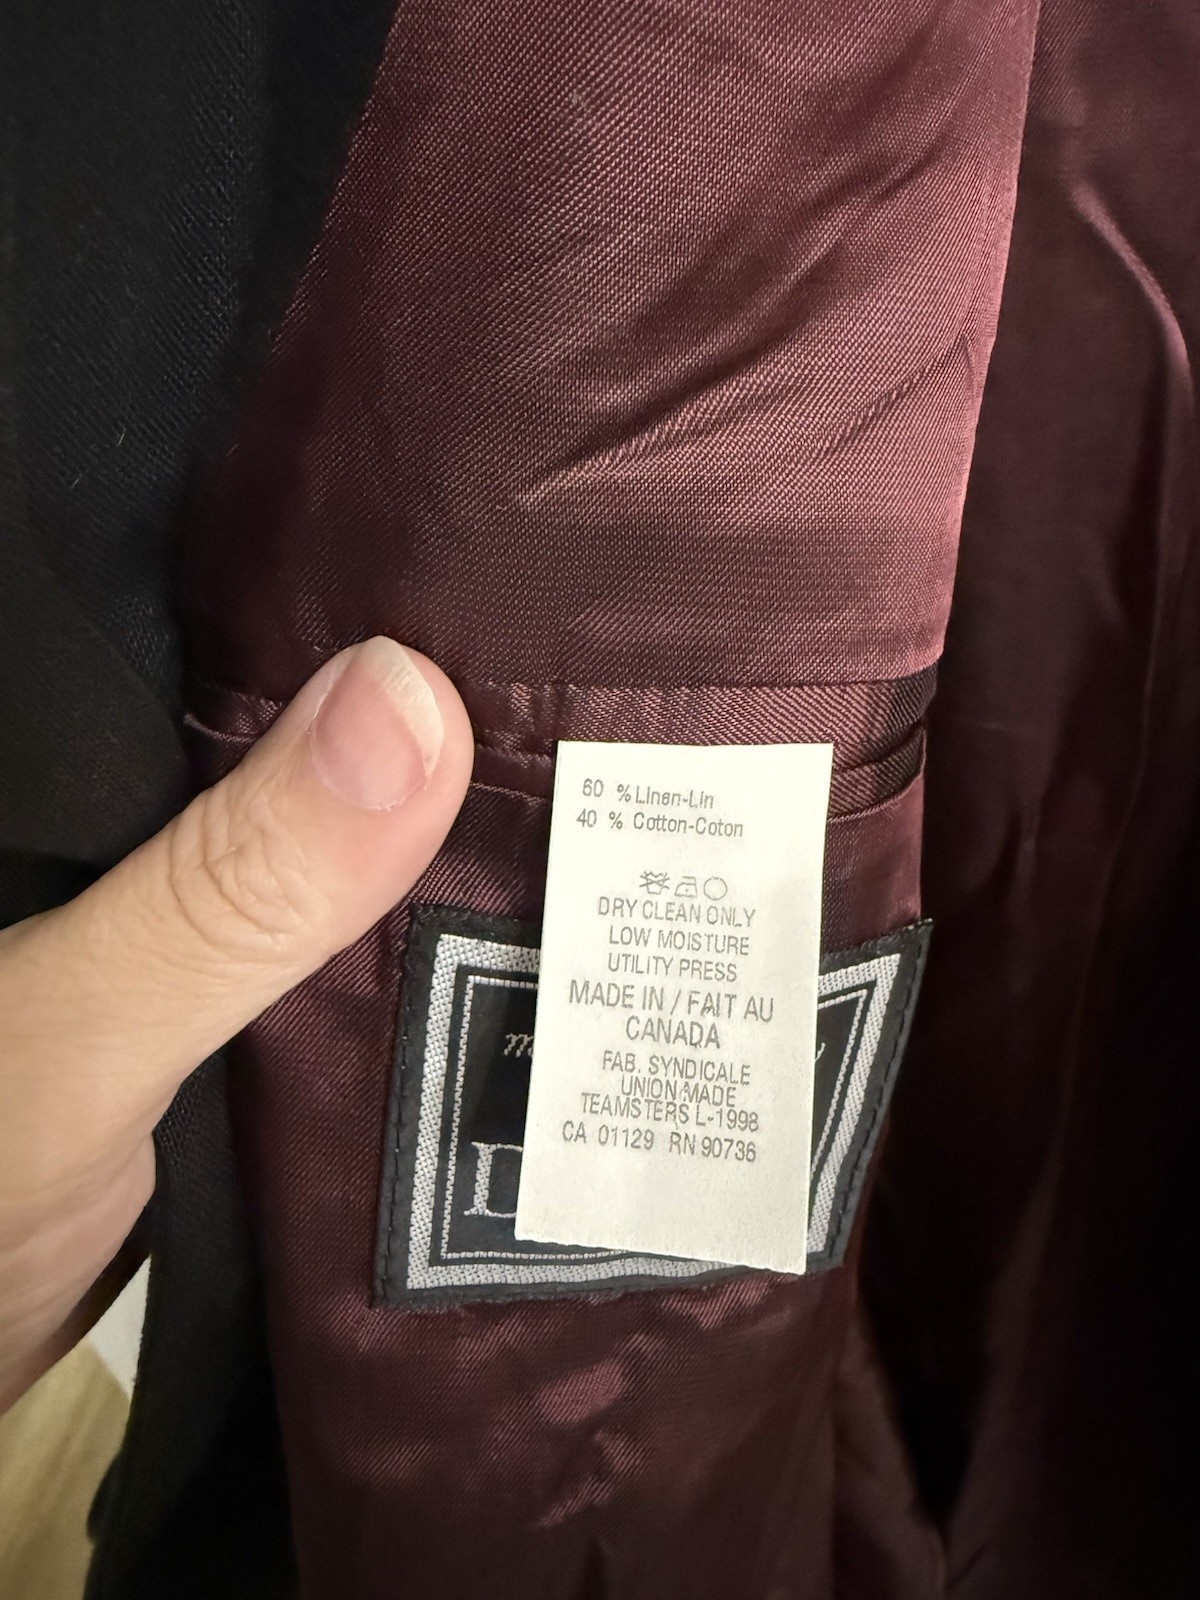 60 % Linen-Lin
40 % Cotton-Coton
DRY CLEAN ONLY
LOW MOISTURE
UTILITY PRESS
MADE IN / FAIT AU
CANADA
FAB. SYNDICALE
UNION MADE
TEAMSTERS L-1998
CA 01129 RN 90736